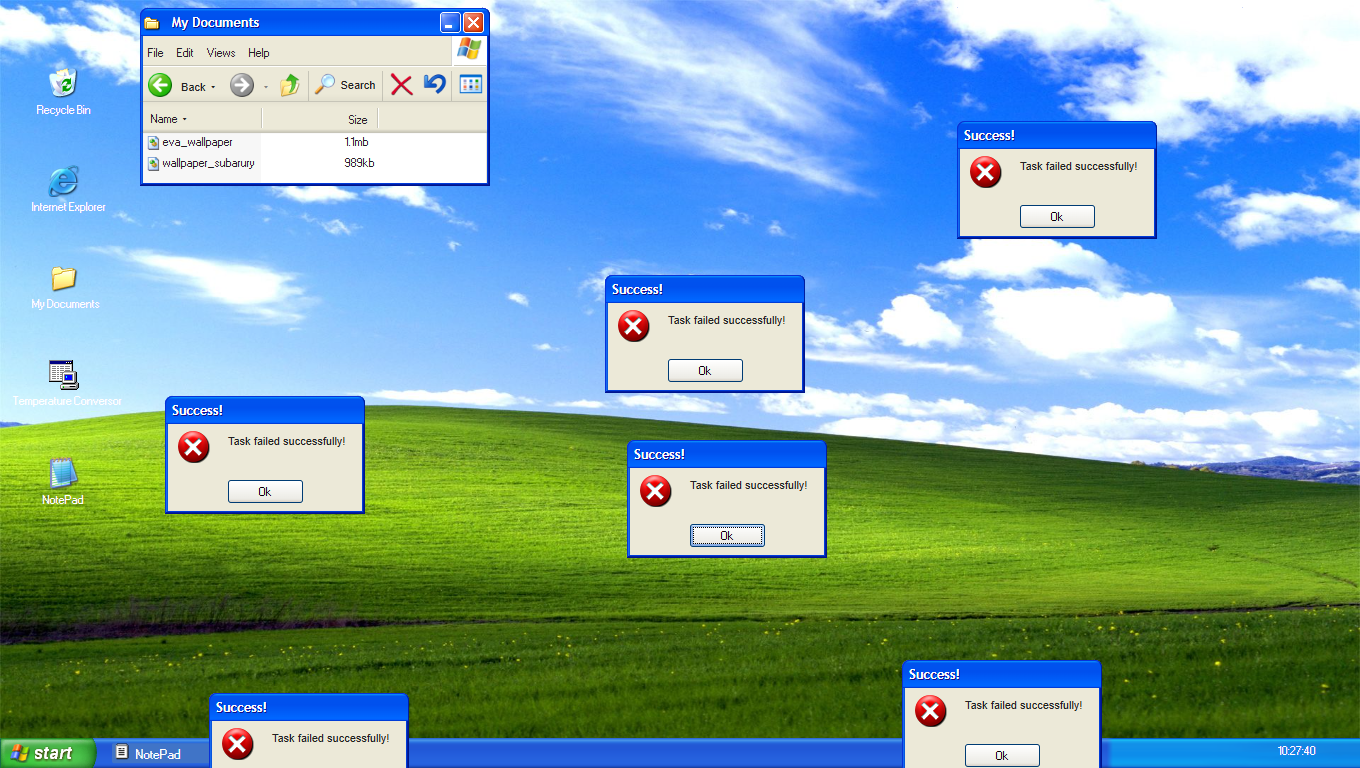 My Documents
File Edit Views Help
Back Search
Name Size
eva_wallpaper 1.1mb
wallpaper_subarury 989kb
Recycle Bin
Internet Explorer
My Documents
Temperature Conversor
NotePad
Success!
Task failed successfully!
Ok
Success!
Task failed successfully!
Ok
Success!
Task failed successfully!
Ok
Success!
Task failed successfully!
Ok
Success!
Task failed successfully!
Ok
Success!
Task failed successfully!
start
NotePad
10:27:40